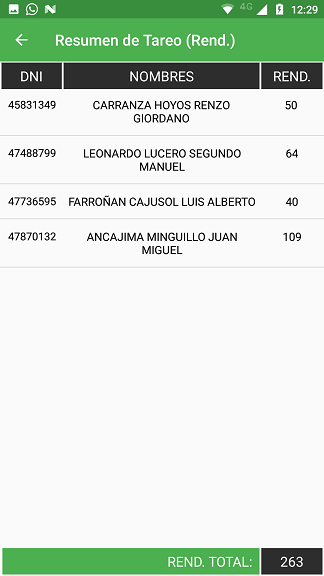 4G 12:29
Resumen de Tareo (Rend.)
DNI NOMBRES REND.
45831349 CARRANZA HOYOS RENZO 50
GIORDANO
47488799 LEONARDO LUCERO SEGUNDO 64
MANUEL
47736595 FARROÑAN CAJUSOL LUIS ALBERTO 40
47870132 ANCAJIMA MINGUILLO JUAN 109
MIGUEL
REND. TOTAL: 263